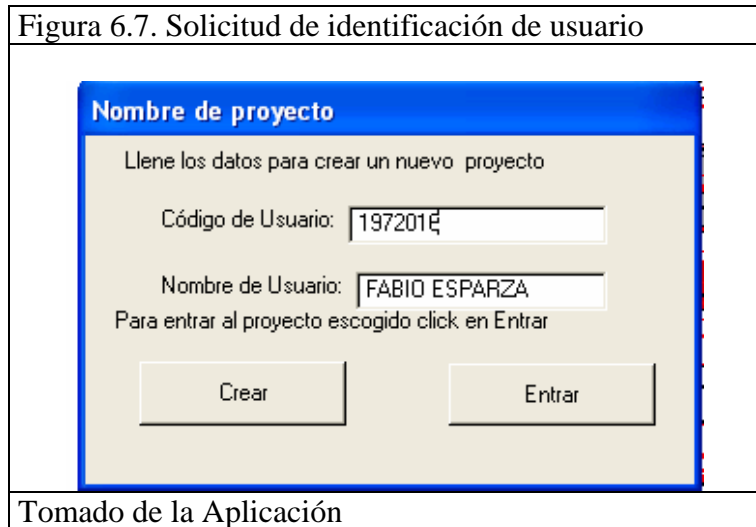 Figura 6.7. Solicitud de identificación de usuario
Nombre de proyecto
Llene los datos para crear un nuevo proyecto
Código de Usuario:
Nombre de Usuario: FABIO ESPARZA
Para entrar al proyecto escogido click en Entrar
Crear Entrar
Tomado de la Aplicación